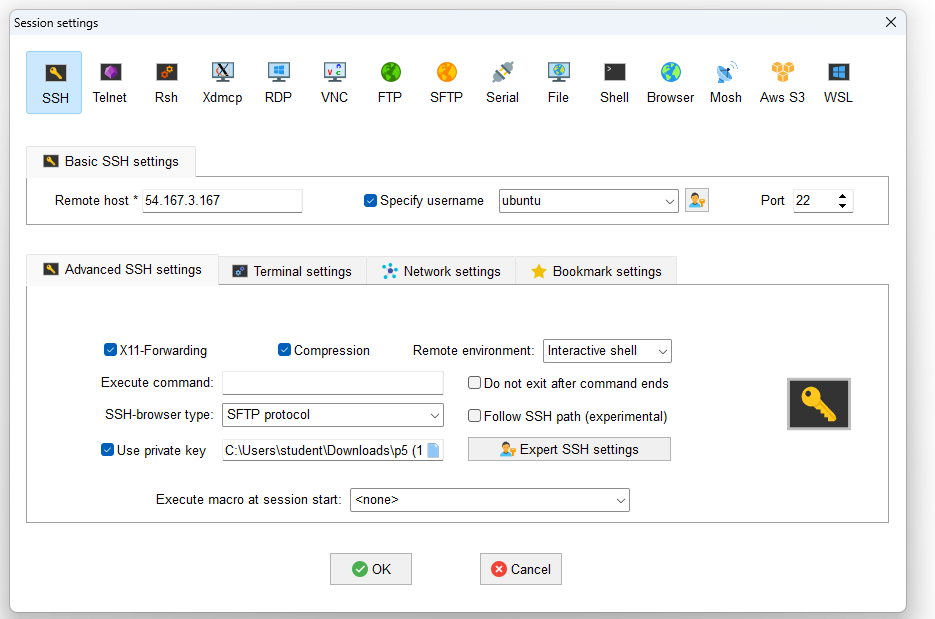 Session settings
SSH Telnet Rsh Xdmcp RDP VNC FTP SFTP Serial File Shell Browser Mosh Aws S3 WSL
Basic SSH settings
Remote host * 54.167.3.167 Specify username ubuntu Port 22
Advanced SSH settings Terminal settings Network settings Bookmark settings
X11-Forwarding Compression Remote environment: Interactive shell
Execute command: Do not exit after command ends
SSH-browser type: SFTP protocol Follow SSH path (experimental)
Use private key C:\Users\student\Downloads\p5 (1 Expert SSH settings
Execute macro at session start: <none>
OK Cancel